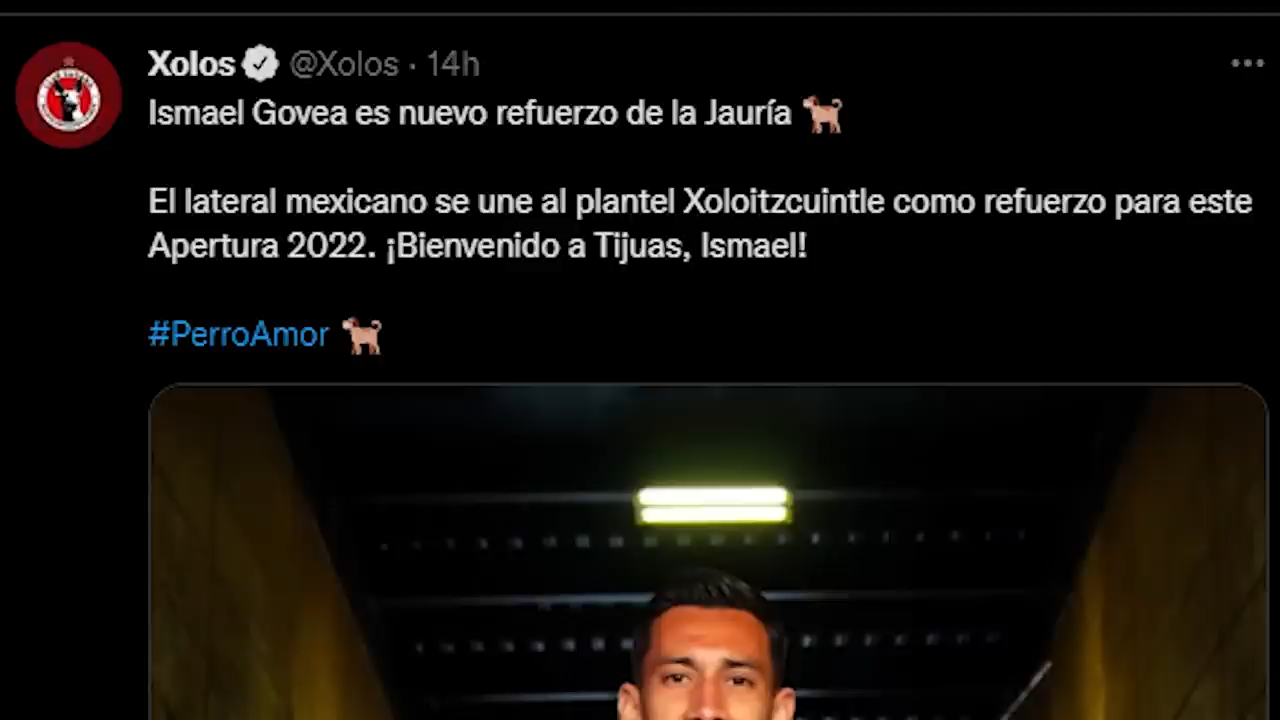 Xolos @Xolos · 14h
Ismael Govea es nuevo refuerzo de la Jauría 🐕
El lateral mexicano se une al plantel Xoloitzcuintle como refuerzo para este
Apertura 2022. ¡Bienvenido a Tijuas, Ismael!
#PerroAmor 🐕